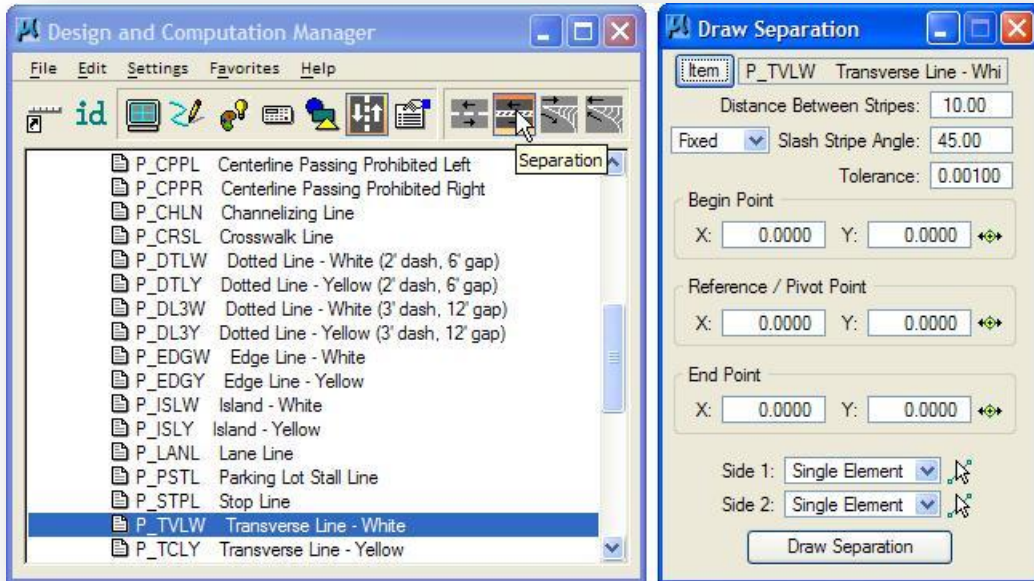 Design and Computation Manager
File Edit Settings Favorites Help
id
Separation
P_CPPL Centerline Passing Prohibited Left
P_CPPR Centerline Passing Prohibited Right
P_CHLN Channelizing Line
P_CRSL Crosswalk Line
P_DTLW Dotted Line - White (2' dash, 6' gap)
P_DTLY Dotted Line - Yellow (2' dash, 6' gap)
P_DL3W Dotted Line - White (3' dash, 12' gap)
P_DL3Y Dotted Line - Yellow (3' dash, 12' gap)
P_EDGW Edge Line - White
P_EDGY Edge Line - Yellow
P_ISLW Island - White
P_ISLY Island - Yellow
P_LANL Lane Line
P_PSTL Parking Lot Stall Line
P_STPL Stop Line
P_TVLW Transverse Line - White
P_TCLY Transverse Line - Yellow
Draw Separation
Item P_TVLW Transverse Line - Whi
Distance Between Stripes: 10.00
Fixed Slash Stripe Angle: 45.00
Tolerance: 0.00100
Begin Point
X: 0.0000 Y: 0.0000
Reference / Pivot Point
X: 0.0000 Y: 0.0000
End Point
X: 0.0000 Y: 0.0000
Side 1: Single Element
Side 2: Single Element
Draw Separation